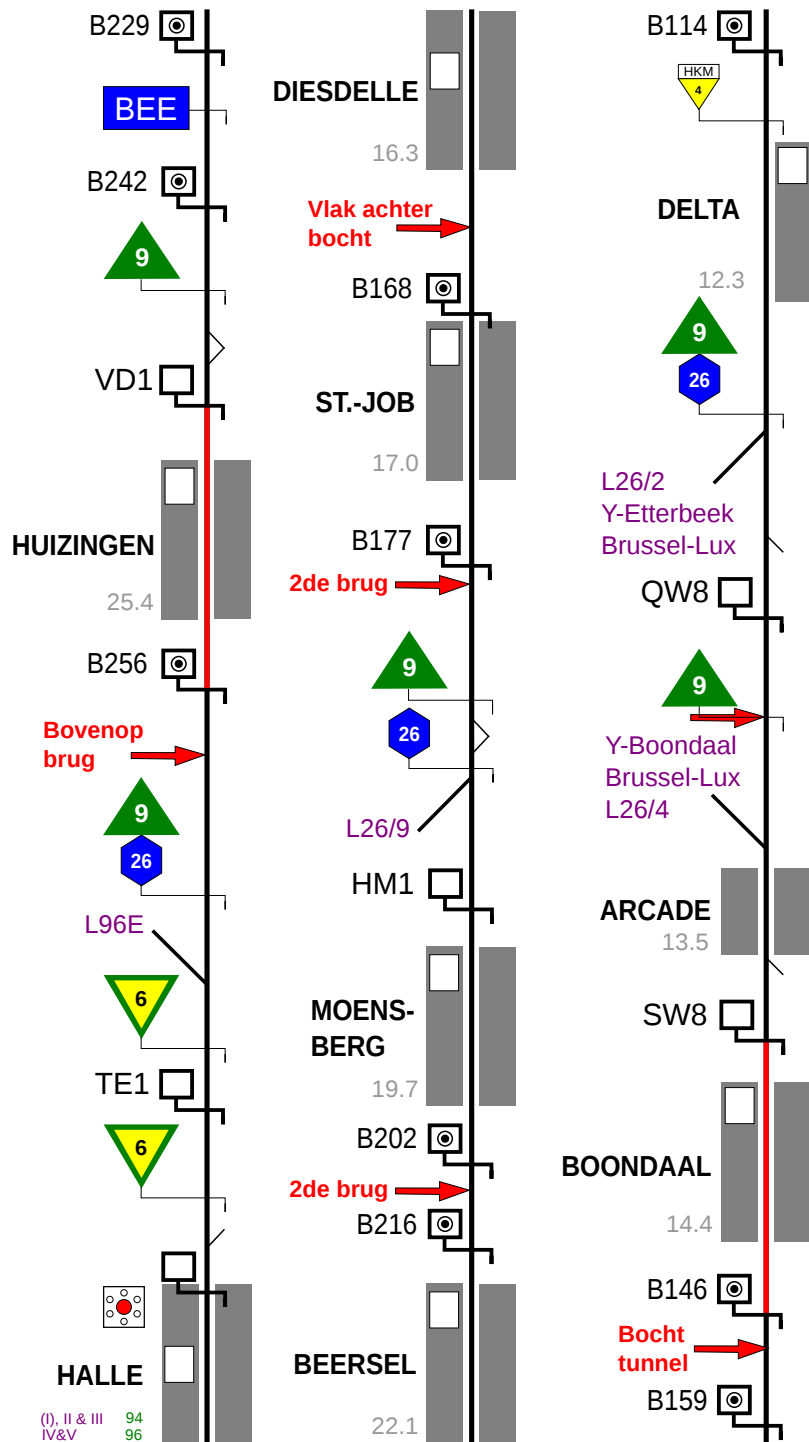 B229
BEE
B242
9
VD1
HUIZINGEN
25.4
B256
Bovenop
brug
9
26
L96E
6
TE1
6
HALLE
(I), II & III 94
IV&V 96
DIESDELLE
16.3
Vlak achter
bocht
B168
ST.-JOB
17.0
B177
2de brug
9
26
L26/9
HM1
MOENS-
BERG
19.7
B202
2de brug
B216
BEERSEL
22.1
B114
HKM
4
DELTA
12.3
9
26
L26/2
Y-Etterbeek
Brussel-Lux
QW8
9
Y-Boondaal
Brussel-Lux
L26/4
ARCADE
13.5
SW8
BOONDAAL
14.4
B146
Bocht
tunnel
B159